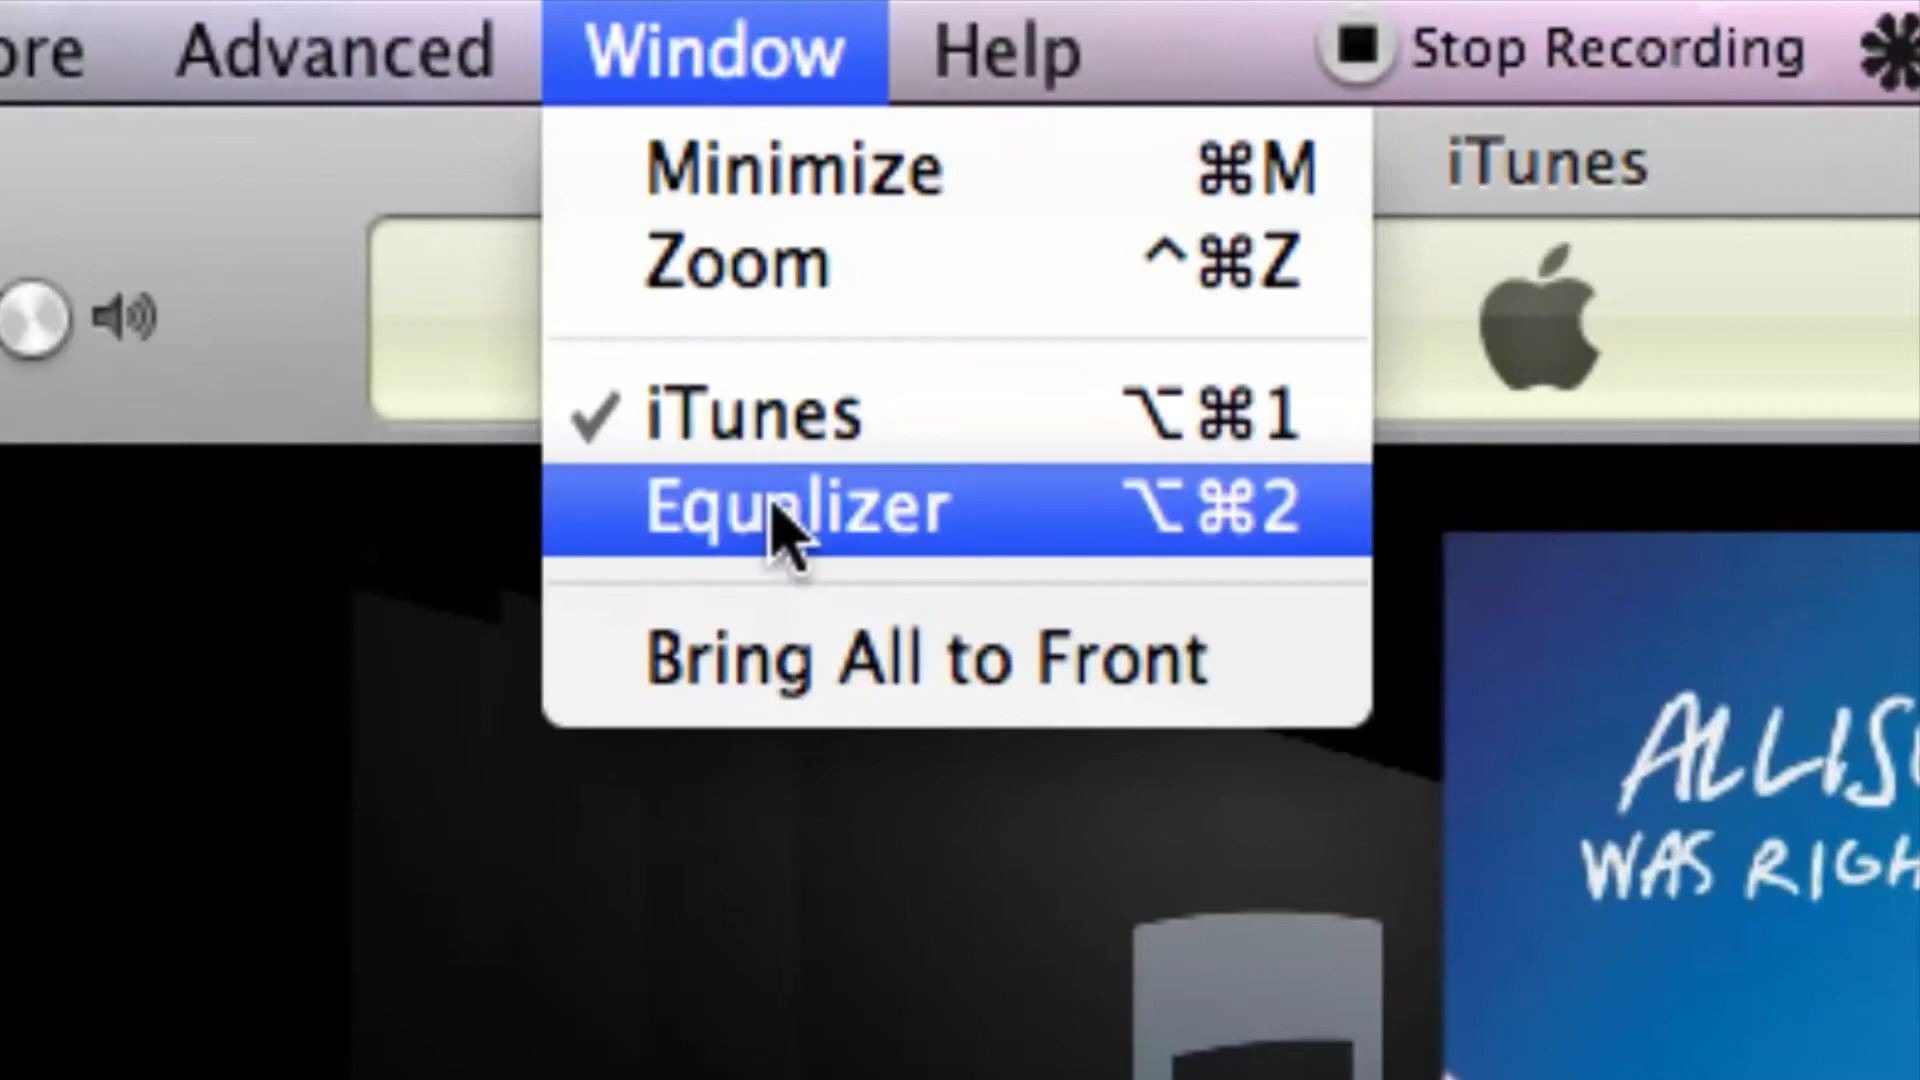 ore Advanced Window Help Stop Recording
iTunes
Minimize ⌘M
Zoom ^⌘Z
✓ iTunes ⌥⌘1
Equalizer ⌥⌘2
Bring All to Front
ALLIS
WAS RIGH